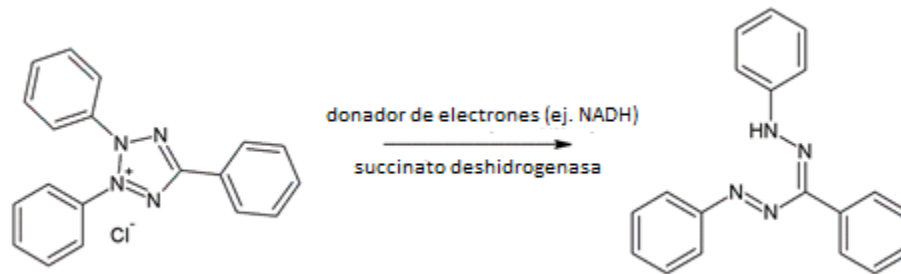 donador de electrones (ej. NADH)
succinato deshidrogenasa
N
N
N
+
N
Cl-
HN
N
N
N